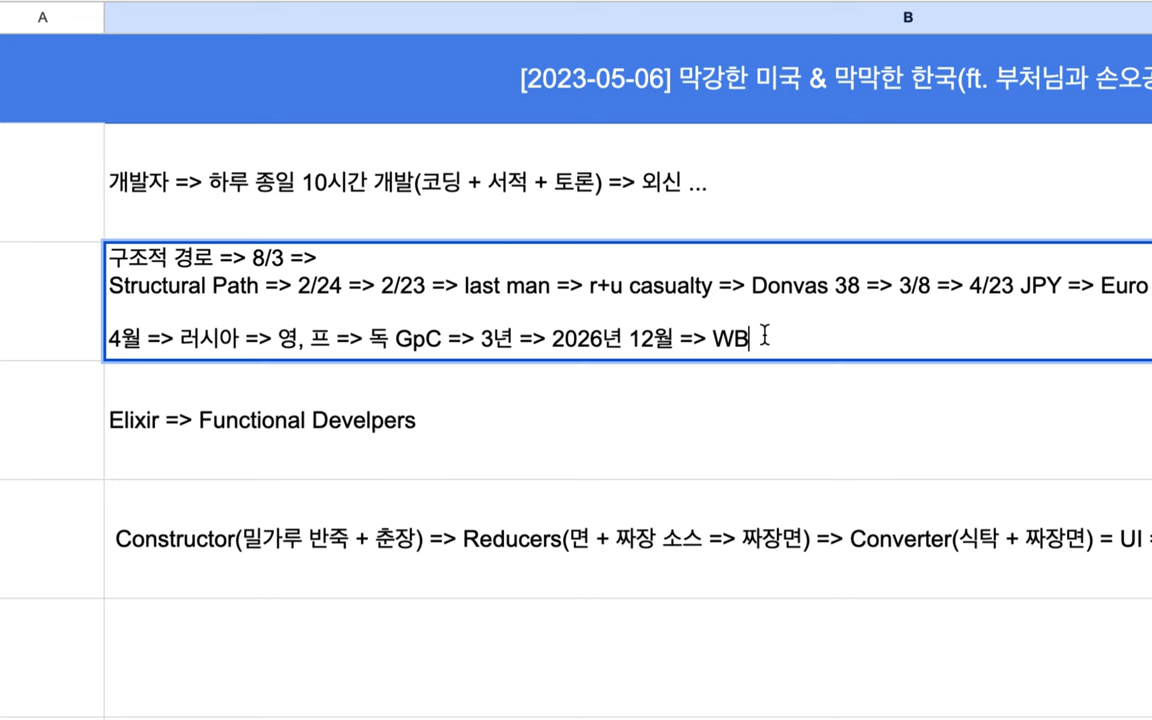 A
B
[2023-05-06] 막강한 미국 & 막막한 한국(ft. 부처님과 손오공
개발자 => 하루 종일 10시간 개발(코딩 + 서적 + 토론) => 외신 ...
구조적 경로 => 8/3 =>
Structural Path => 2/24 => 2/23 => last man => r+u casualty => Donvas 38 => 3/8 => 4/23 JPY => Euro
4월 => 러시아 => 영, 프 => 독 GpC => 3년 => 2026년 12월 => WB
Elixir => Functional Develpers
Constructor(밀가루 반죽 + 춘장) => Reducers(면 + 짜장 소스 => 짜장면) => Converter(식탁 + 짜장면) = UI =